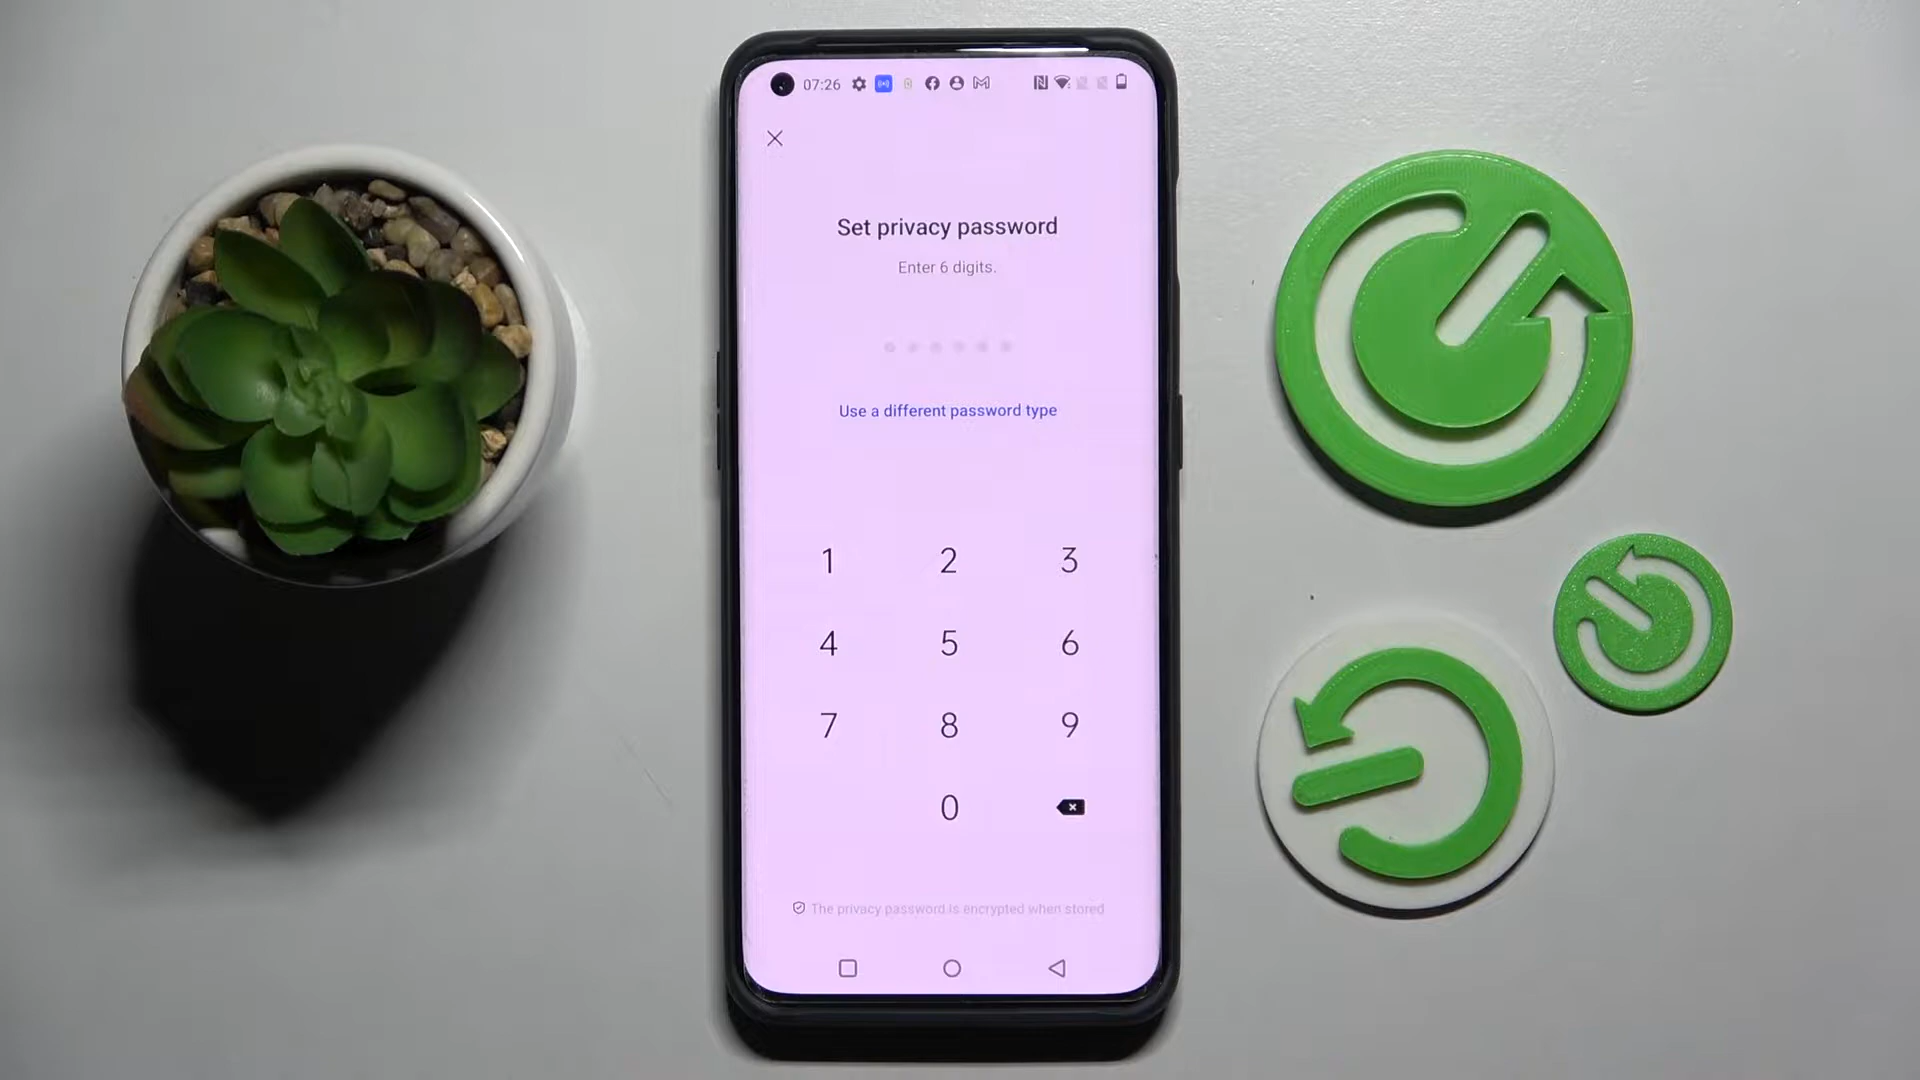 07:26
Set privacy password
Enter 6 digits.
Use a different password type
1 2 3
4 5 6
7 8 9
0
The privacy password is encrypted when stored